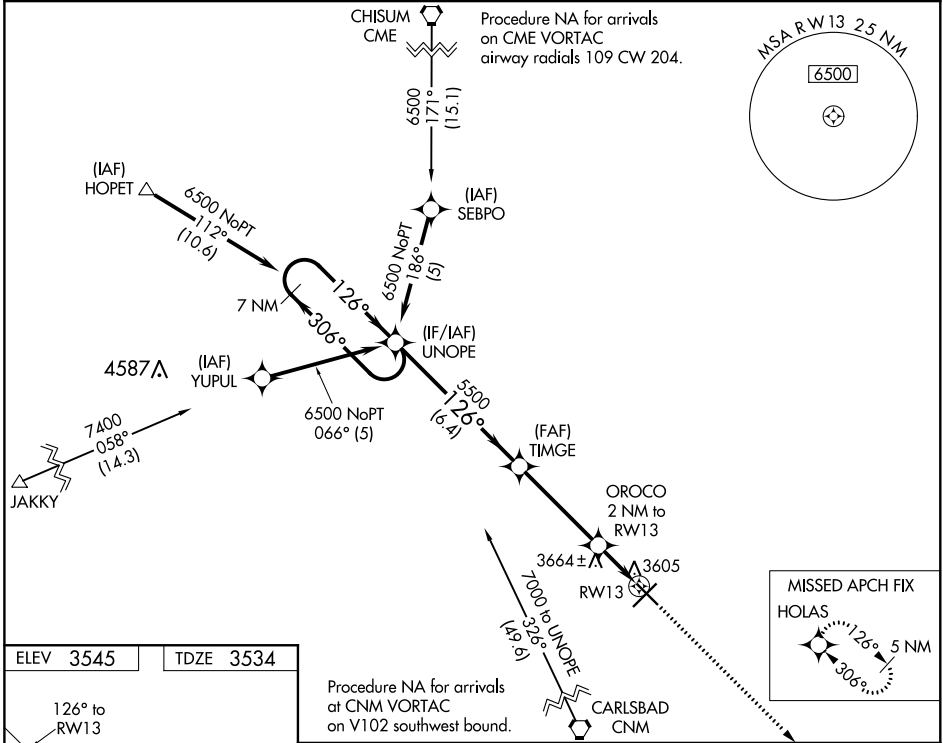 CHISUM
CME
Procedure NA for arrivals
on CME VORTAC
airway radials 109 CW 204.
MSA RW13 25 NM
6500
6500
171°
(15.1)
(IAF)
HOPET
6500 NoPT
112°
(10.6)
(IAF)
SEBPO
6500 NoPT
186°
(5)
7 NM
126°
306°
(IF/IAF)
UNOPE
4587
(IAF)
YUPUL
6500 NoPT
066° (5)
7400
058°
(14.3)
JAKKY
5500
126°
(6.4)
(FAF)
TIMGE
OROCO
2 NM to
RW13
3664±
3605
RW13
7000 to UNOPE
326°
(49.6)
CARLSBAD
CNM
MISSED APCH FIX
HOLAS
126°
5 NM
306°
ELEV 3545
TDZE 3534
126° to
RW13
Procedure NA for arrivals
at CNM VORTAC
on V102 southwest bound.